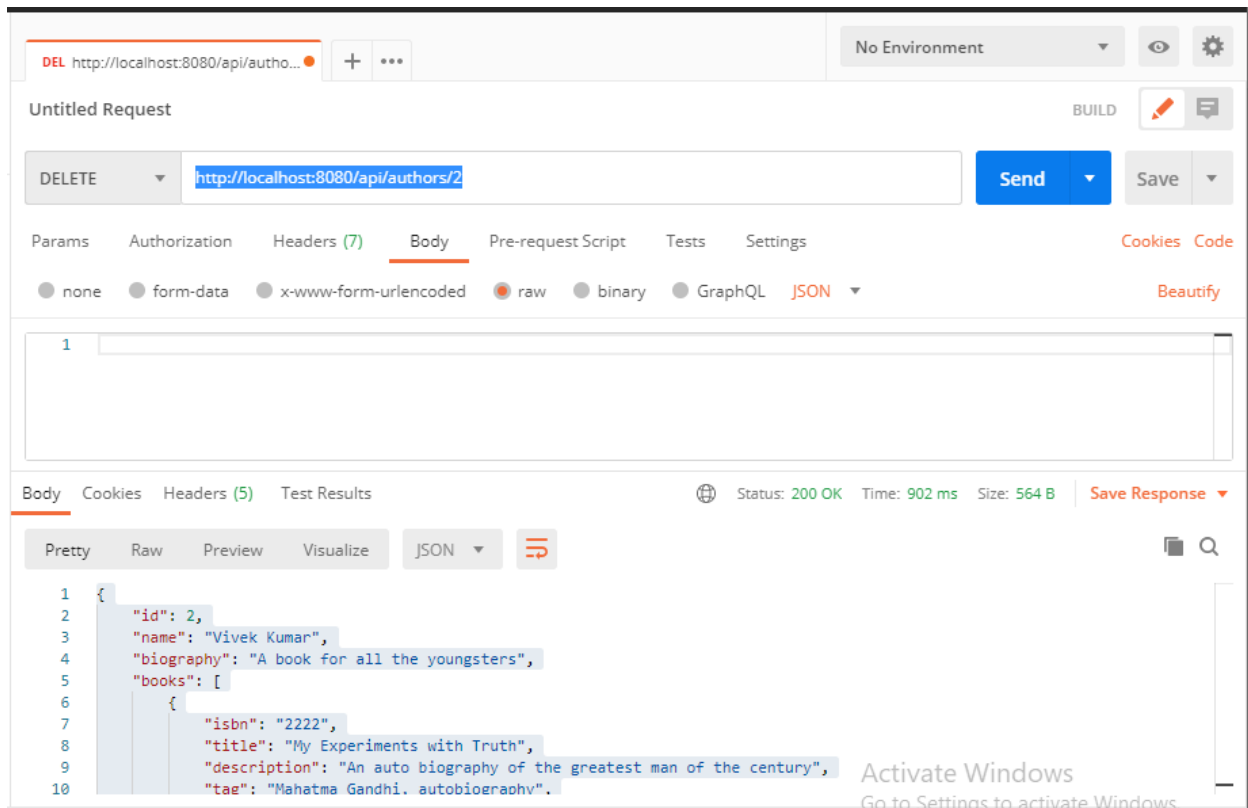 DEL http://localhost:8080/api/autho...
No Environment
Untitled Request
BUILD
DELETE http://localhost:8080/api/authors/2 Send Save
Params Authorization Headers (7) Body Pre-request Script Tests Settings Cookies Code
none form-data x-www-form-urlencoded raw binary GraphQL JSON Beautify
1
Body Cookies Headers (5) Test Results Status: 200 OK Time: 902 ms Size: 564 B Save Response
Pretty Raw Preview Visualize JSON
1 {
2 "id": 2,
3 "name": "Vivek Kumar",
4 "biography": "A book for all the youngsters",
5 "books": [
6 {
7 "isbn": "2222",
8 "title": "My Experiments with Truth",
9 "description": "An auto biography of the greatest man of the century",
10 "tag": "Mahatma Gandhi, autobiography",
Activate Windows
Go to Settings to activate Windows.